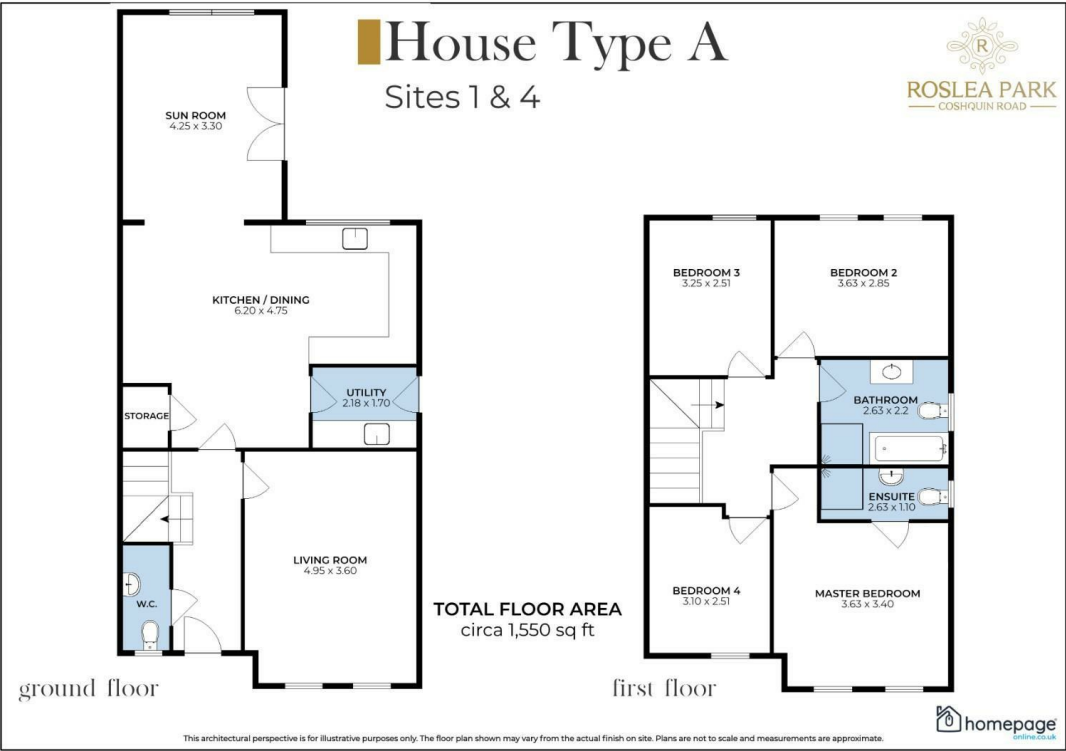 House Type A
Sites 1 & 4
R
ROSLEA PARK
COSHQUIN ROAD
SUN ROOM
4.25 x 3.30
KITCHEN / DINING
6.20 x 4.75
UTILITY
2.18 x 1.70
STORAGE
LIVING ROOM
4.95 x 3.60
W.C.
ground floor
TOTAL FLOOR AREA
circa 1,550 sq ft
BEDROOM 3
3.25 x 2.51
BEDROOM 2
3.63 x 2.85
BATHROOM
2.63 x 2.2
ENSUITE
2.63 x 1.10
BEDROOM 4
3.10 x 2.51
MASTER BEDROOM
3.63 x 3.40
first floor
homepage
online.co.uk
This architectural perspective is for illustrative purposes only. The floor plan shown may vary from the actual finish on site. Plans are not to scale and measurements are approximate.